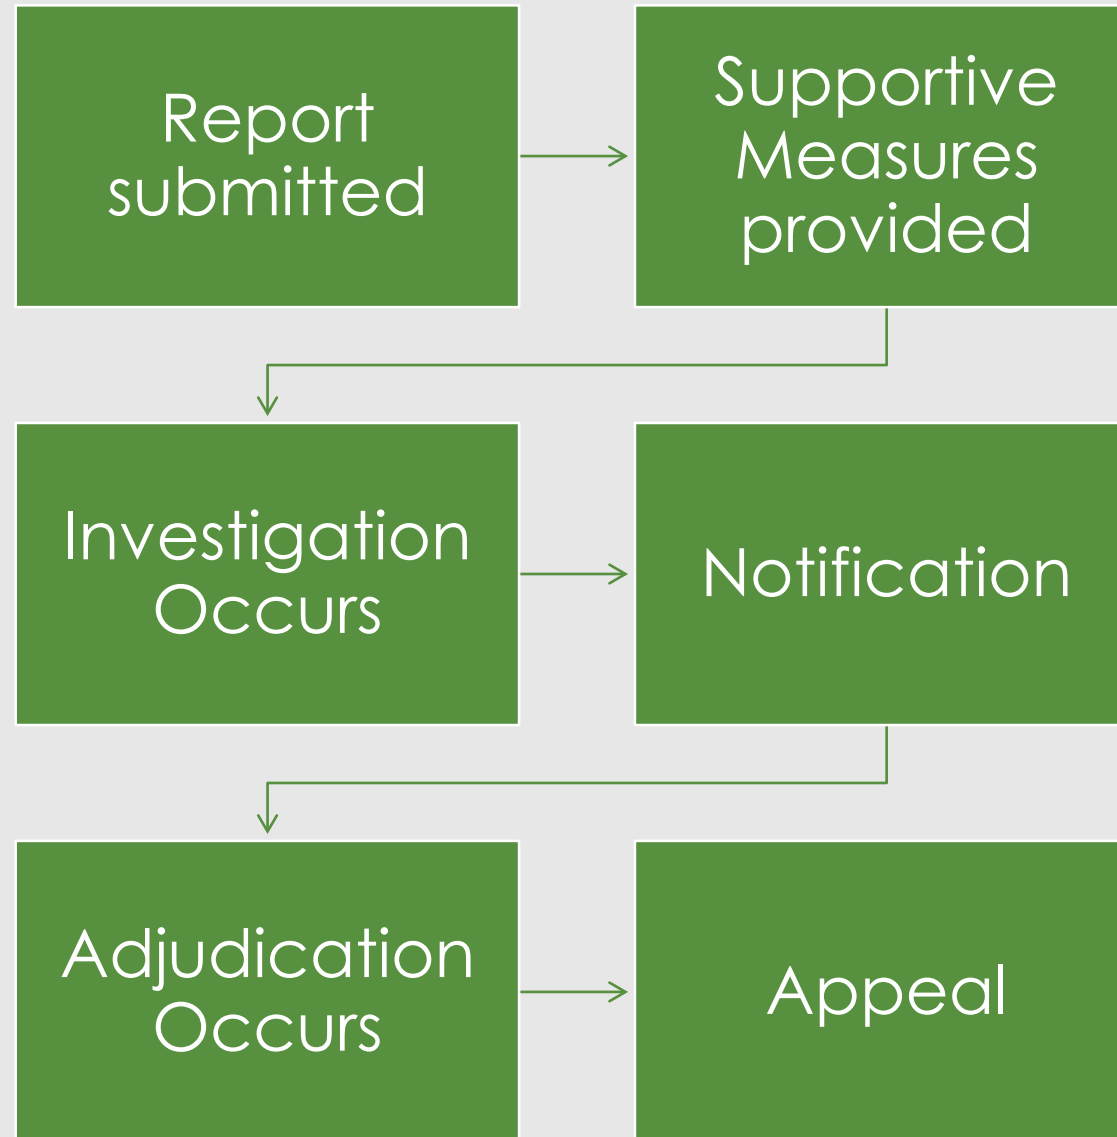 Report
submitted
Supportive
Measures
provided
Investigation
Occurs
Notification
Adjudication
Occurs
Appeal